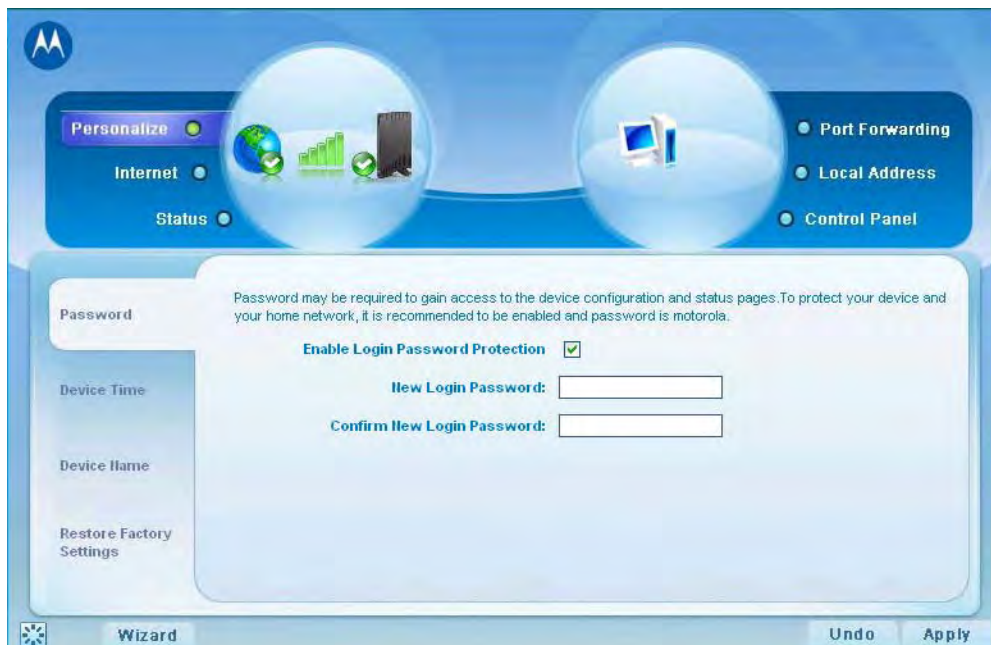 Personalize
Internet
Status
Port Forwarding
Local Address
Control Panel
Password
Device Time
Device Name
Restore Factory
Settings
Password may be required to gain access to the device configuration and status pages.To protect your device and
your home network, it is recommended to be enabled and password is motorola.
Enable Login Password Protection
New Login Password:
Confirm New Login Password:
Wizard
Undo
Apply